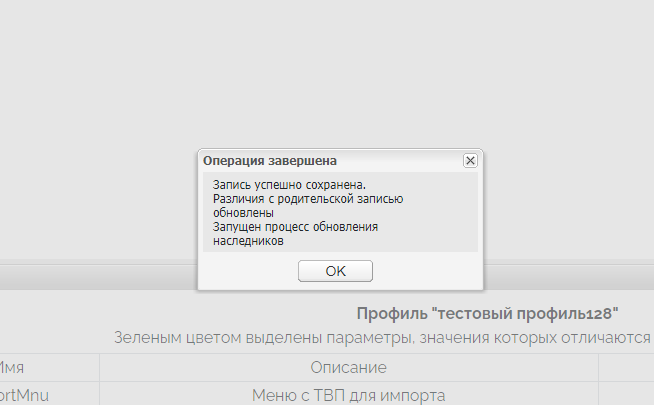 Операция завершена
Запись успешно сохранена.
Различия с родительской записью
обновлены
Запущен процесс обновления
наследников
OK
Профиль "тестовый профиль128"
Зеленым цветом выделены параметры, значения которых отличаются
Имя Описание
ortMnu Меню с ТВП для импорта